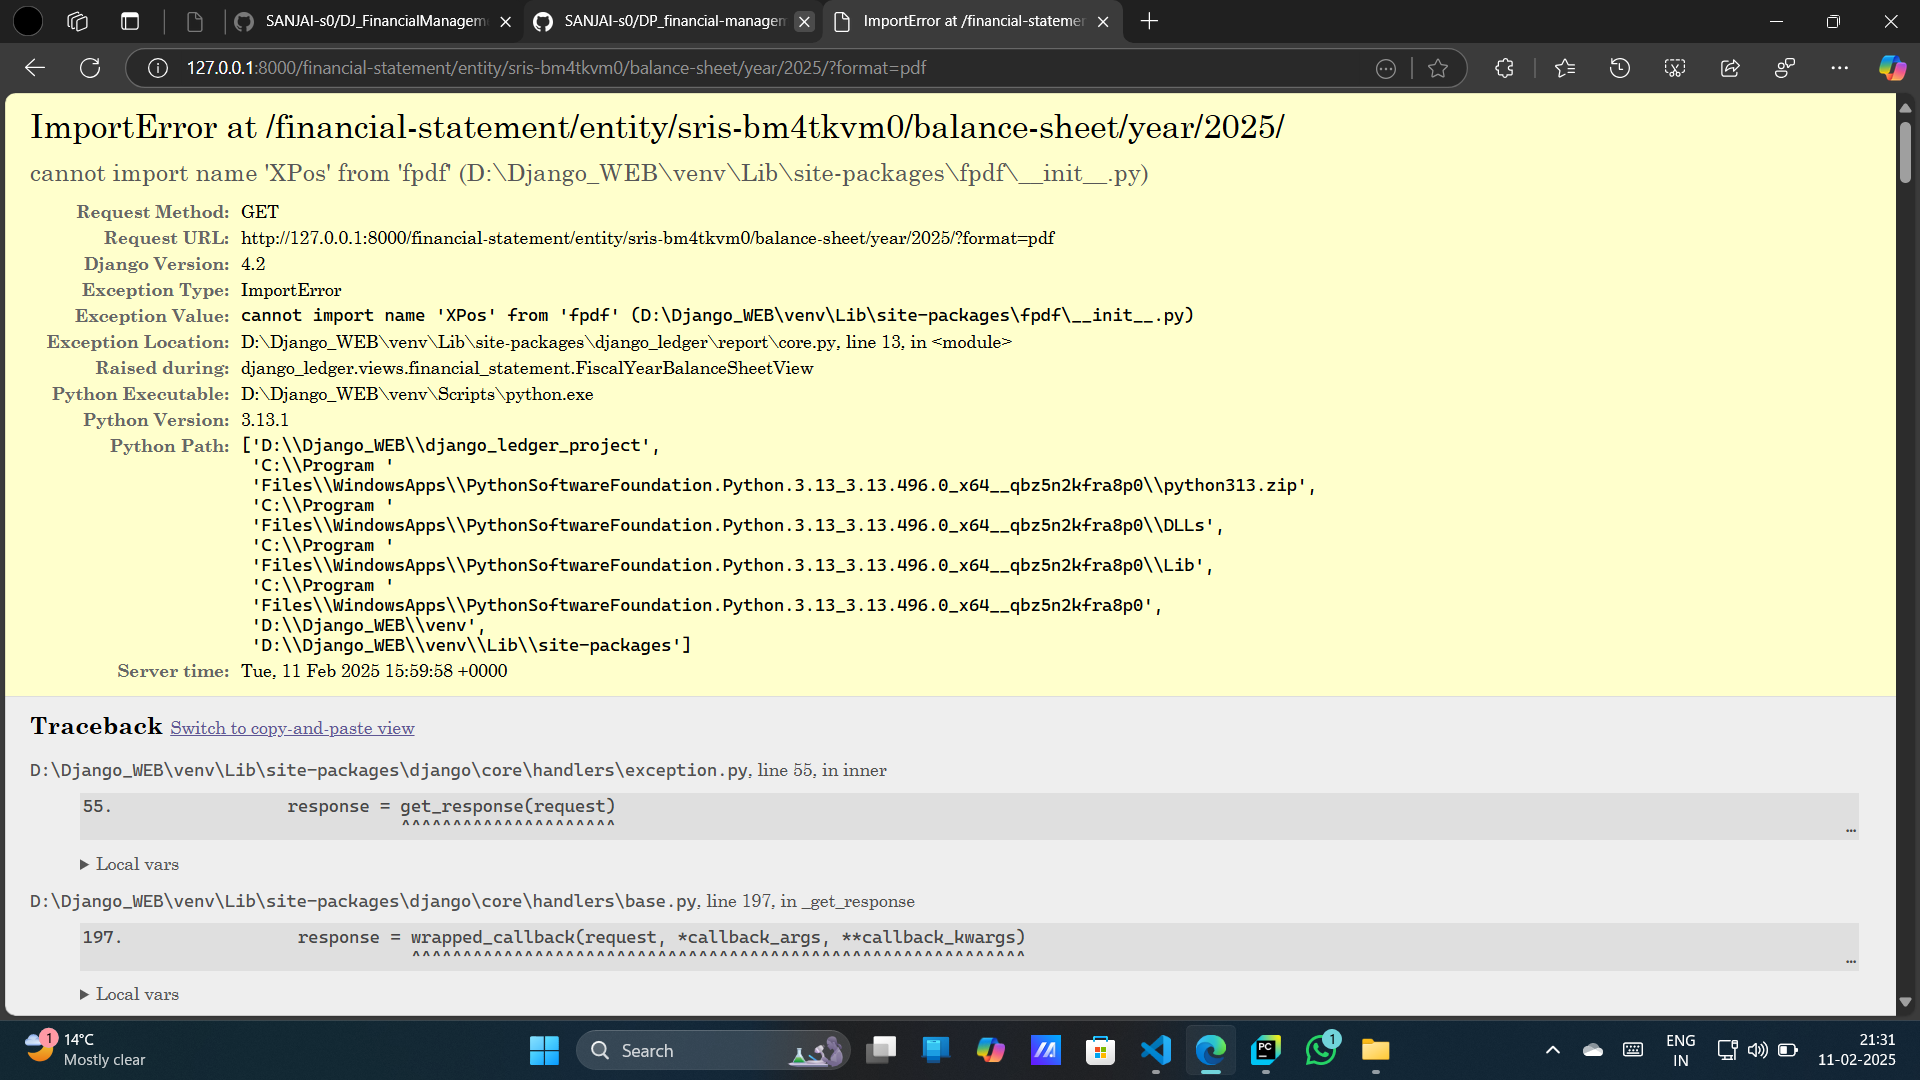 SANJAI-s0/DJ_FinancialManagem
SANJAI-s0/DP_financial-managem
ImportError at /financial-statemen
127.0.0.1:8000/financial-statement/entity/sris-bm4tkvm0/balance-sheet/year/2025/?format=pdf
ImportError at /financial-statement/entity/sris-bm4tkvm0/balance-sheet/year/2025/
cannot import name 'XPos' from 'fpdf' (D:\Django_WEB\venv\Lib\site-packages\fpdf\__init__.py)
Request Method: GET
Request URL: http://127.0.0.1:8000/financial-statement/entity/sris-bm4tkvm0/balance-sheet/year/2025/?format=pdf
Django Version: 4.2
Exception Type: ImportError
Exception Value: cannot import name 'XPos' from 'fpdf' (D:\Django_WEB\venv\Lib\site-packages\fpdf\__init__.py)
Exception Location: D:\Django_WEB\venv\Lib\site-packages\django_ledger\report\core.py, line 13, in <module>
Raised during: django_ledger.views.financial_statement.FiscalYearBalanceSheetView
Python Executable: D:\Django_WEB\venv\Scripts\python.exe
Python Version: 3.13.1
Python Path: ['D:\\Django_WEB\\django_ledger_project',
'C:\\Program '
'Files\\WindowsApps\\PythonSoftwareFoundation.Python.3.13_3.13.496.0_x64__qbz5n2kfra8p0\\python313.zip',
'C:\\Program '
'Files\\WindowsApps\\PythonSoftwareFoundation.Python.3.13_3.13.496.0_x64__qbz5n2kfra8p0\\DLLs',
'C:\\Program '
'Files\\WindowsApps\\PythonSoftwareFoundation.Python.3.13_3.13.496.0_x64__qbz5n2kfra8p0\\Lib',
'C:\\Program '
'Files\\WindowsApps\\PythonSoftwareFoundation.Python.3.13_3.13.496.0_x64__qbz5n2kfra8p0',
'D:\\Django_WEB\\venv',
'D:\\Django_WEB\\venv\\Lib\\site-packages']
Server time: Tue, 11 Feb 2025 15:59:58 +0000
Traceback Switch to copy-and-paste view
D:\Django_WEB\venv\Lib\site-packages\django\core\handlers\exception.py, line 55, in inner
55. response = get_response(request)
^^^^^^^^^^^^^^^^^^^^^
…
Local vars
D:\Django_WEB\venv\Lib\site-packages\django\core\handlers\base.py, line 197, in _get_response
197. response = wrapped_callback(request, *callback_args, **callback_kwargs)
^^^^^^^^^^^^^^^^^^^^^^^^^^^^^^^^^^^^^^^^^^^^^^^^^^^^^^^^^^^^
…
Local vars
1
14°C
Mostly clear
Search
PC
1
ENG
IN
21:31
11-02-2025